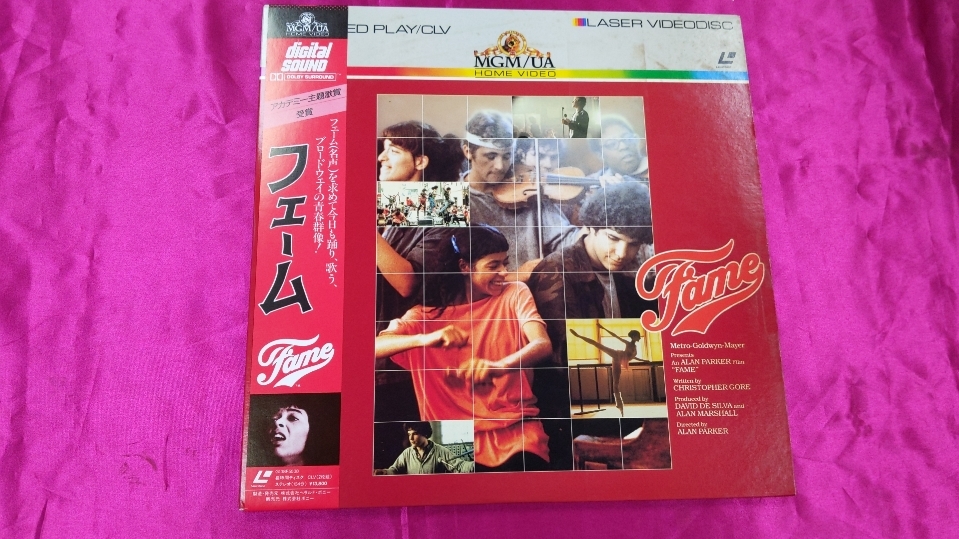 MGM/UA
HOME VIDEO
digital
SOUND
DOLBY SURROUND
アカデミー主題歌賞
受賞
フェーム(名声)を求めて今日も踊り、歌う、
ブロードウェイの青春群像!
フェーム
Fame
ED PLAY/CLV
LASER VIDEODISC
MGM/UA
HOME VIDEO
Fame
Metro-Goldwyn-Mayer
Presents
An ALAN PARKER Film
"FAME"
Written by
CHRISTOPHER GORE
Produced by
DAVID DE SILVA and
ALAN MARSHALL
Directed by
ALAN PARKER